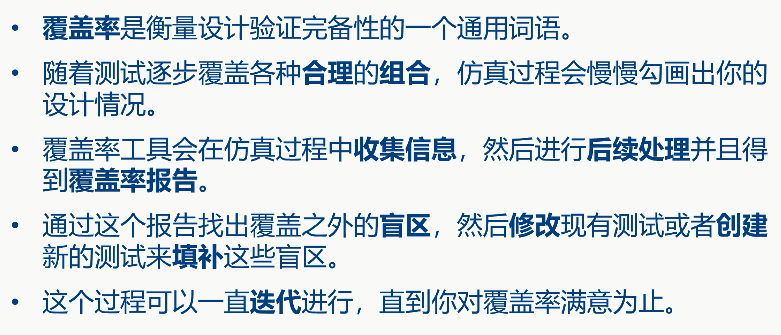 • 覆盖率是衡量设计验证完备性的一个通用词语。
• 随着测试逐步覆盖各种合理的组合，仿真过程会慢慢勾画出你的
设计情况。
• 覆盖率工具会在仿真过程中收集信息，然后进行后续处理并且得
到覆盖率报告。
• 通过这个报告找出覆盖之外的盲区，然后修改现有测试或者创建
新的测试来填补这些盲区。
• 这个过程可以一直迭代进行，直到你对覆盖率满意为止。